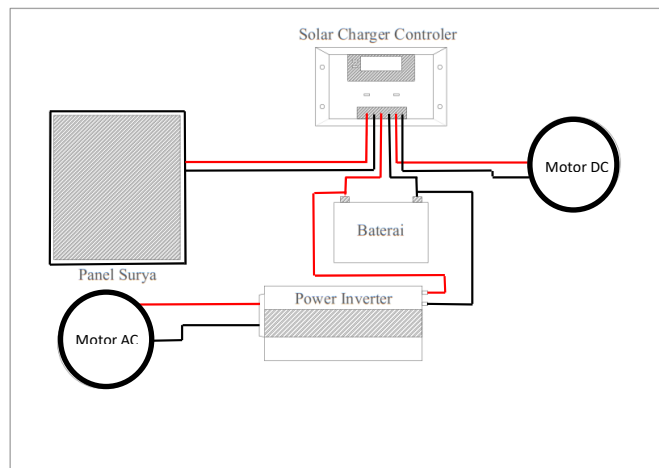 Solar Charger Controler
Motor DC
Baterai
Panel Surya
Power Inverter
Motor AC